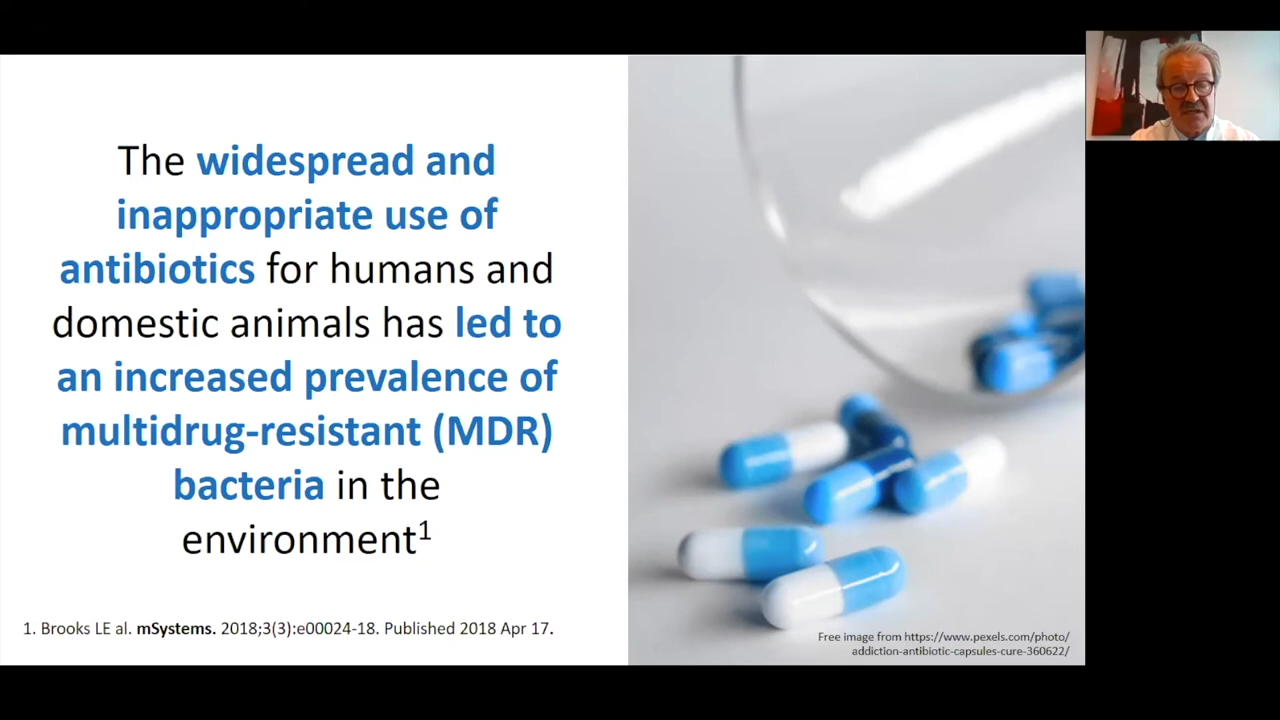 The widespread and
inappropriate use of
antibiotics for humans and
domestic animals has led to
an increased prevalence of
multidrug-resistant (MDR)
bacteria in the
environment1
1. Brooks LE al. mSystems. 2018;3(3):e00024-18. Published 2018 Apr 17.
Free image from https://www.pexels.com/photo/
addiction-antibiotic-capsules-cure-360622/